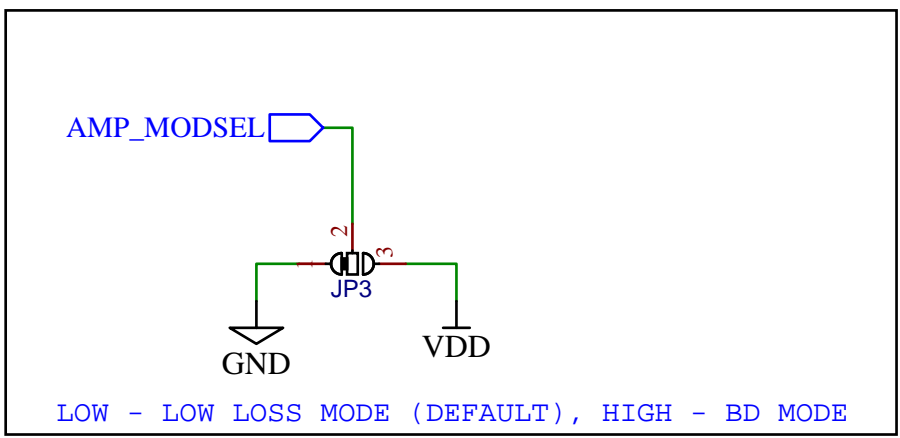 AMP_MODSEL
2
1
3
JP3
GND
VDD
LOW - LOW LOSS MODE (DEFAULT), HIGH - BD MODE